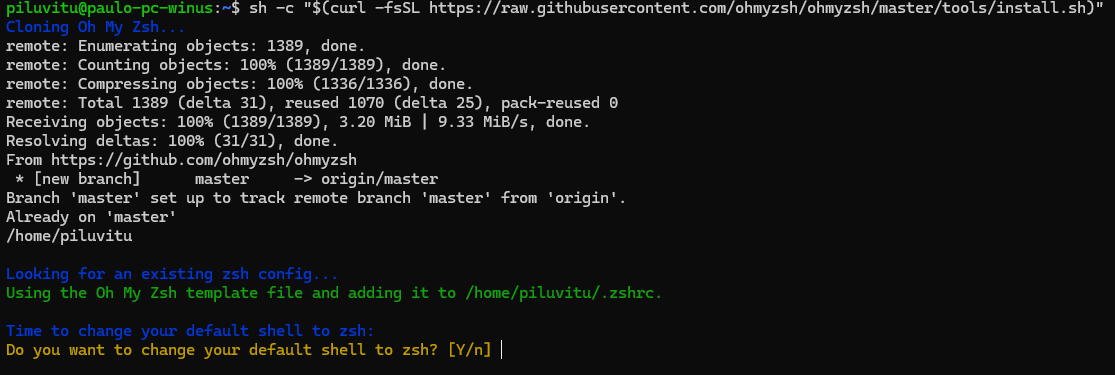 piluvitu@paulo-pc-winus:~$ sh -c "$(curl -fsSL https://raw.githubusercontent.com/ohmyzsh/ohmyzsh/master/tools/install.sh)"
Cloning Oh My Zsh...
remote: Enumerating objects: 1389, done.
remote: Counting objects: 100% (1389/1389), done.
remote: Compressing objects: 100% (1336/1336), done.
remote: Total 1389 (delta 31), reused 1070 (delta 25), pack-reused 0
Receiving objects: 100% (1389/1389), 3.20 MiB | 9.33 MiB/s, done.
Resolving deltas: 100% (31/31), done.
From https://github.com/ohmyzsh/ohmyzsh
 * [new branch]      master     -> origin/master
Branch 'master' set up to track remote branch 'master' from 'origin'.
Already on 'master'
/home/piluvitu
Looking for an existing zsh config...
Using the Oh My Zsh template file and adding it to /home/piluvitu/.zshrc.
Time to change your default shell to zsh:
Do you want to change your default shell to zsh? [Y/n]